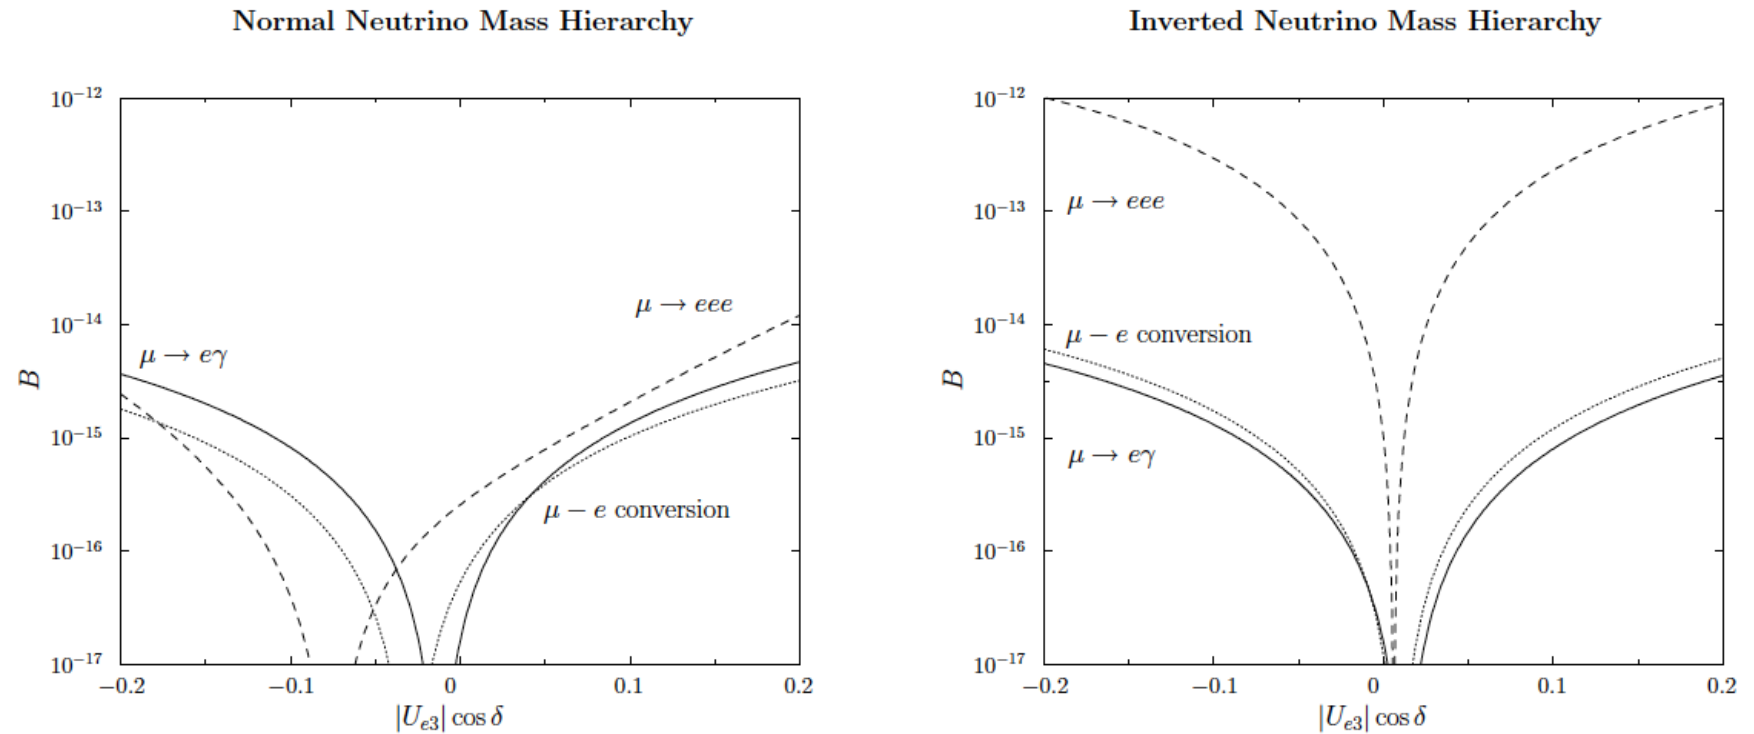 Normal Neutrino Mass Hierarchy
10⁻¹²
10⁻¹³
10⁻¹⁴
10⁻¹⁵
10⁻¹⁶
10⁻¹⁷
B
μ → eγ
μ → eee
μ − e conversion
−0.2 −0.1 0 0.1 0.2
|Uₑ₃| cos δ
Inverted Neutrino Mass Hierarchy
10⁻¹²
10⁻¹³
10⁻¹⁴
10⁻¹⁵
10⁻¹⁶
10⁻¹⁷
B
μ → eee
μ − e conversion
μ → eγ
−0.2 −0.1 0 0.1 0.2
|Uₑ₃| cos δ